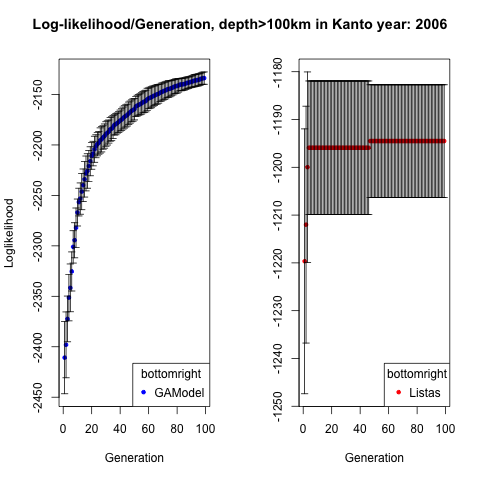 Log-likelihood/Generation, depth>100km in Kanto year: 2006
Loglikelihood
-2150
-2200
-2250
-2300
-2350
-2400
-2450
0 20 40 60 80 100
Generation
bottomright
GAModel
-1180
-1190
-1200
-1210
-1220
-1230
-1240
-1250
0 20 40 60 80 100
Generation
bottomright
Listas